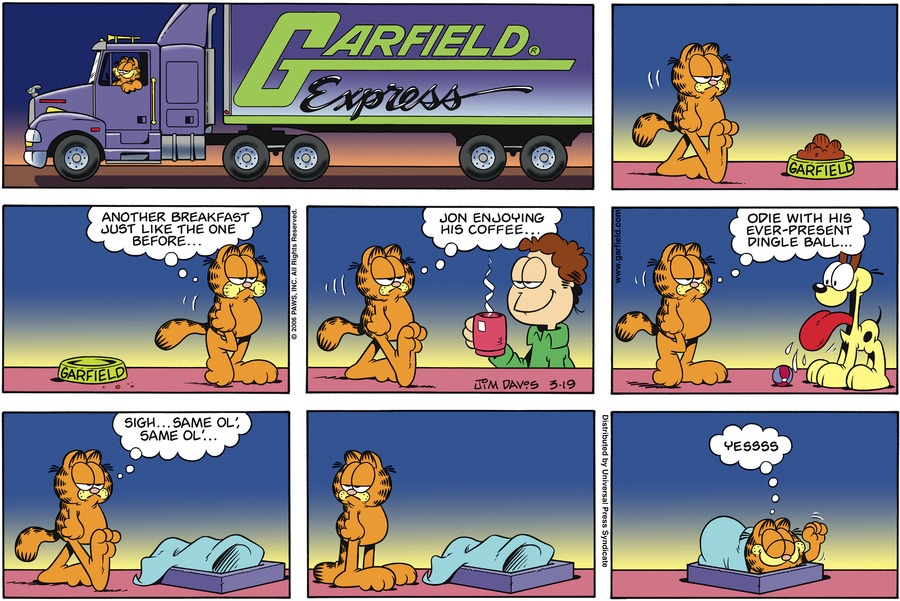 GARFIELD®
Express
GARFIELD
ANOTHER BREAKFAST
JUST LIKE THE ONE
BEFORE...
GARFIELD
© 2006 PAWS, INC. All Rights Reserved.
JON ENJOYING
HIS COFFEE...
JIM DAVIS 3-19
www.garfield.com
ODIE WITH HIS
EVER-PRESENT
DINGLE BALL...
SIGH...SAME OL',
SAME OL'...
Distributed by Universal Press Syndicate
YESSSS